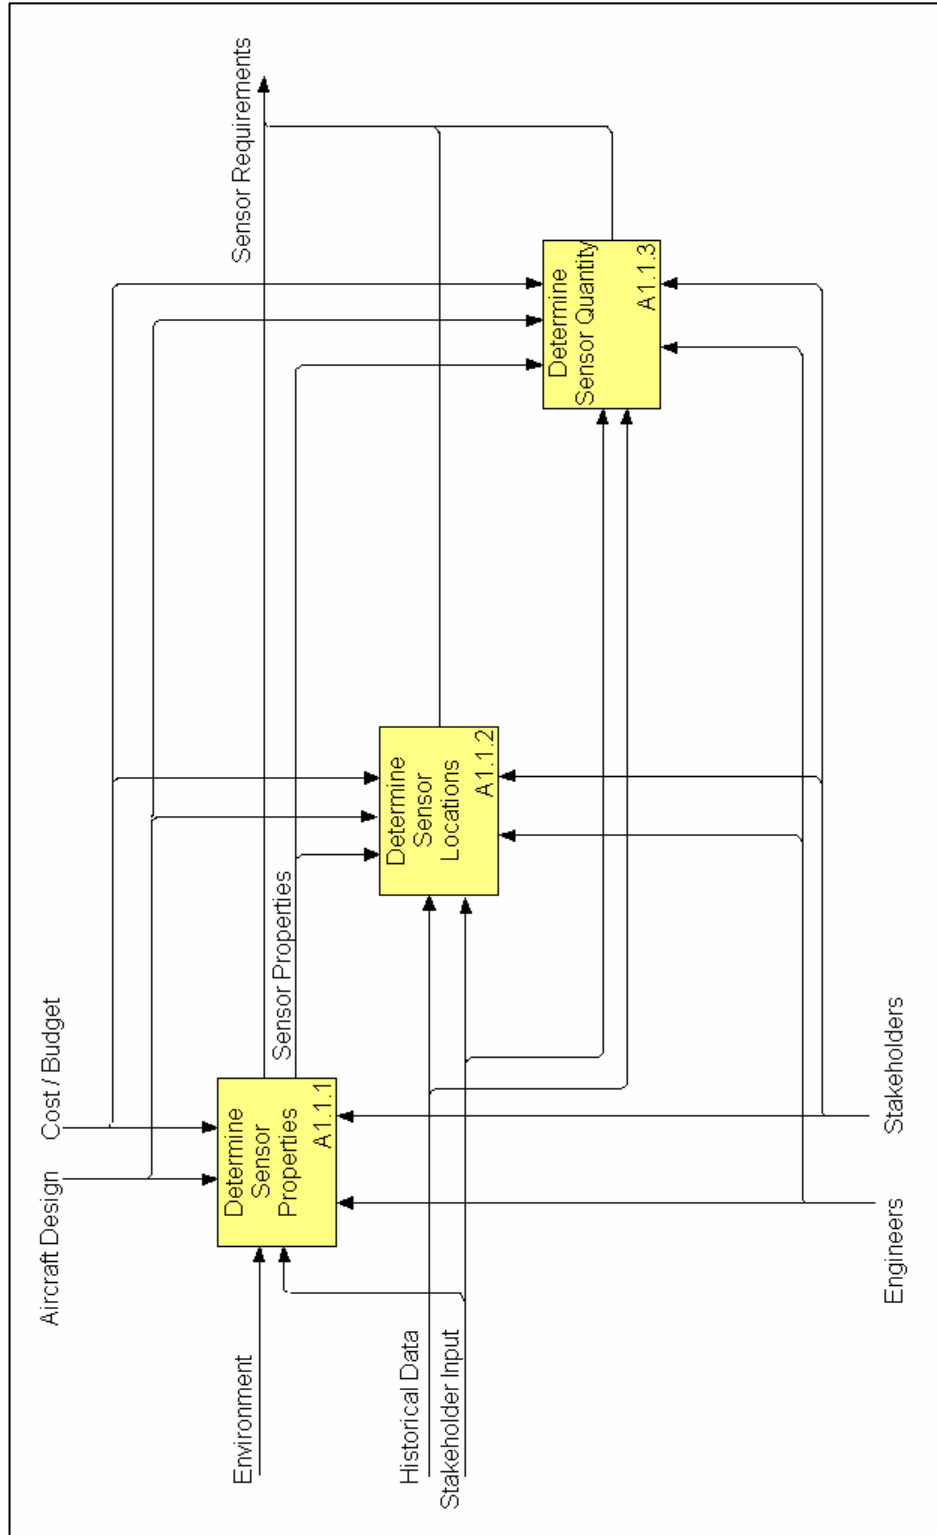 Aircraft Design
Cost / Budget
Environment
Historical Data
Stakeholder Input
Determine
Sensor
Properties
A1.1.1
Sensor Properties
Determine
Sensor
Locations
A1.1.2
Determine
Sensor Quantity
A1.1.3
Sensor Requirements
Engineers
Stakeholders